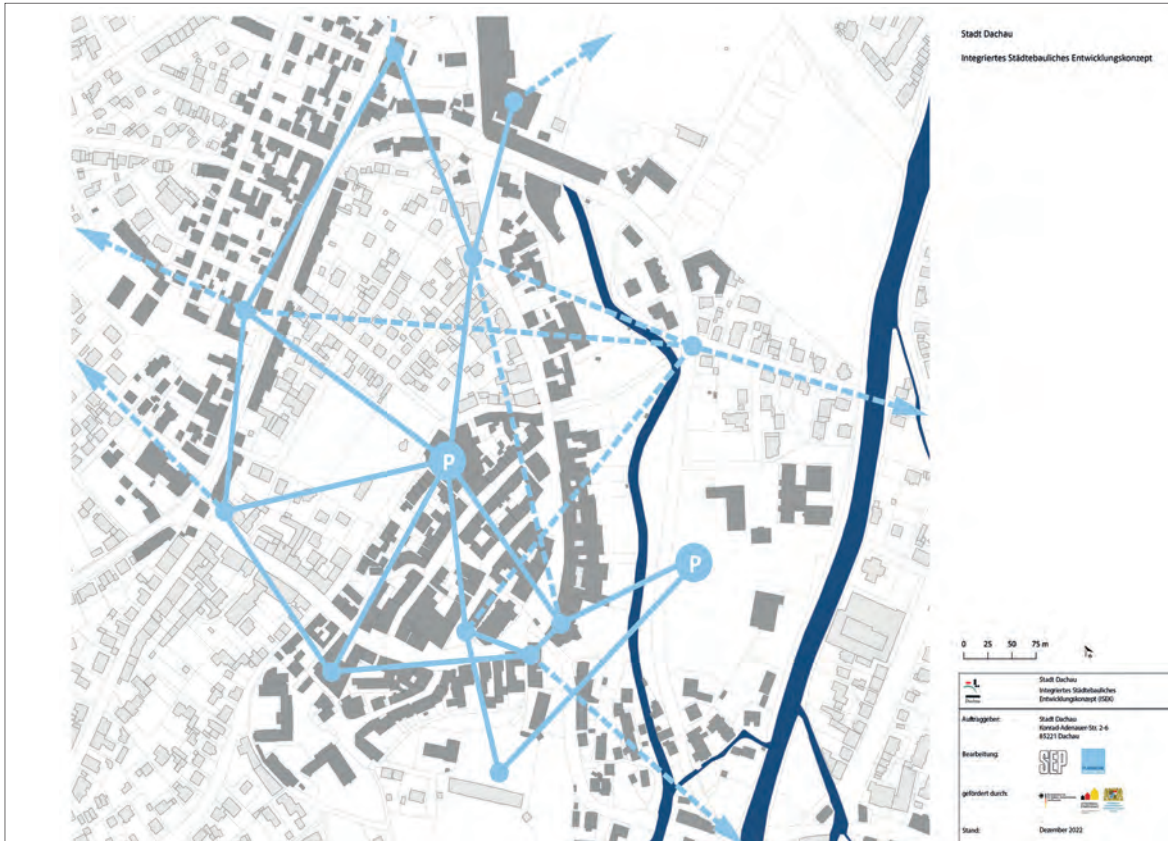 Stadt Dachau
Integriertes Städtebauliches Entwicklungskonzept
P
P
0 25 50 75 m
Dachau
Stadt Dachau
Integriertes Städtebauliches
Entwicklungskonzept (ISEK)
Auftraggeber:
Stadt Dachau
Konrad-Adenauer-Str. 2-6
85221 Dachau
Bearbeitung:
SEP
gefördert durch:
Stand:
Dezember 2022